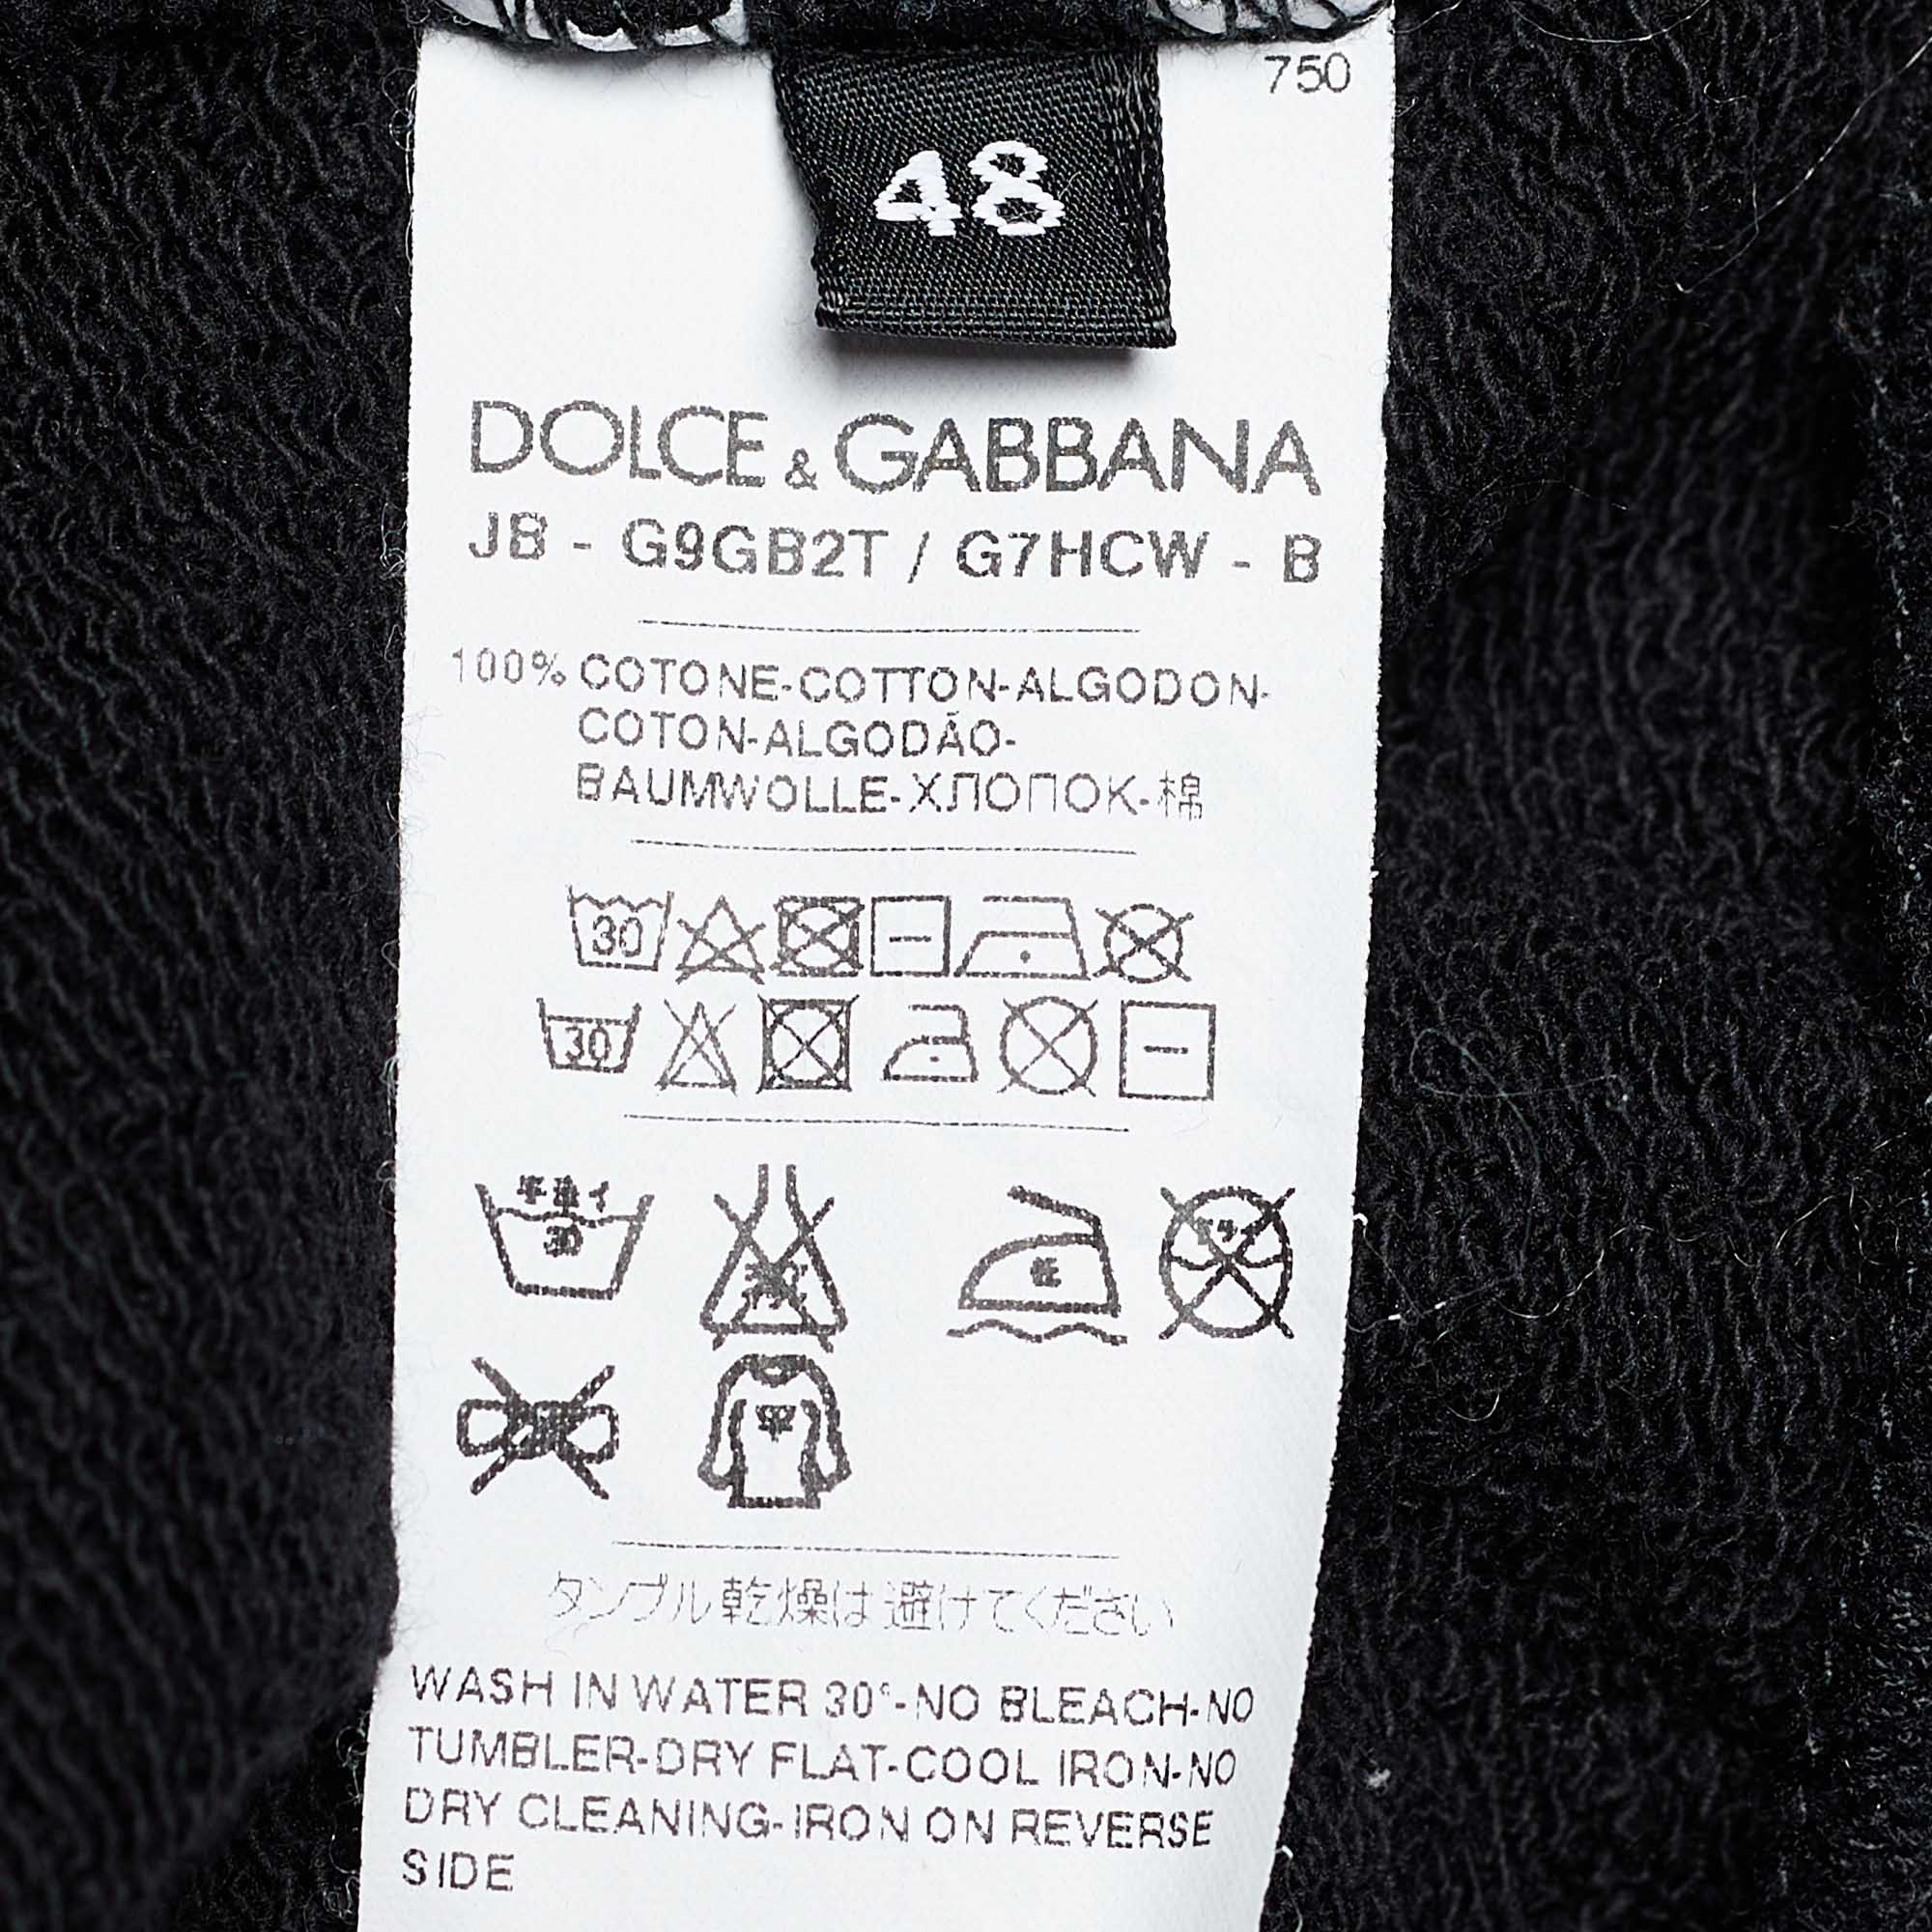 750
48
DOLCE & GABBANA
JB - G9GB2T / G7HCW - B
100% COTONE-COTTON-ALGODON-
COTON-ALGODÃO-
BAUMWOLLE-ХЛОПОК-棉
30
30
30
タンブル乾燥は避けてください
WASH IN WATER 30°-NO BLEACH-NO
TUMBLER-DRY FLAT-COOL IRON-NO
DRY CLEANING-IRON ON REVERSE
SIDE